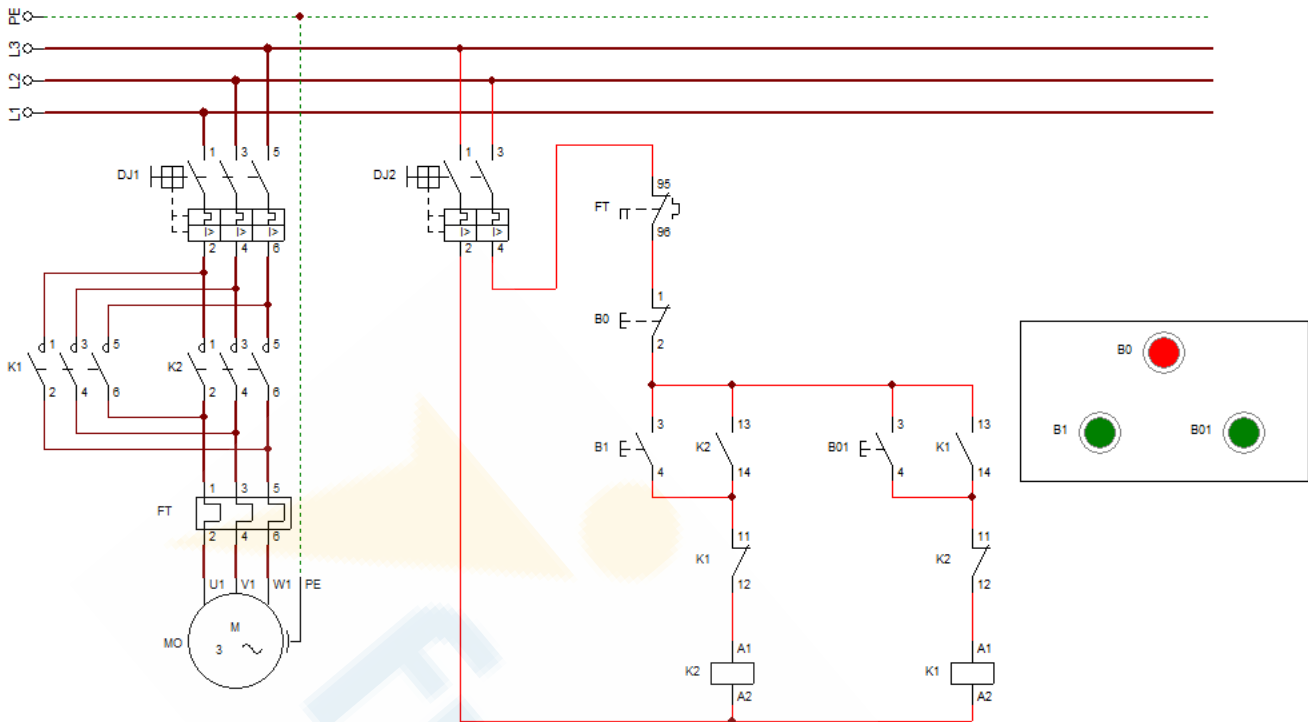 PE
L3
L2
L1
1 3 5
DJ1
I> I> I>
2 4 6
1 3
DJ2
I> I>
2 4
95
FT
96
1
B0
2
1 3 5
K1
2 4 6
1 3 5
K2
2 4 6
3
B1
4
13
K2
14
3
B01
4
13
K1
14
B0
B1
B01
1 3 5
FT
2 4 6
11
K1
12
11
K2
12
U1 V1 W1 PE
M
MO
3
A1
K2
A2
A1
K1
A2